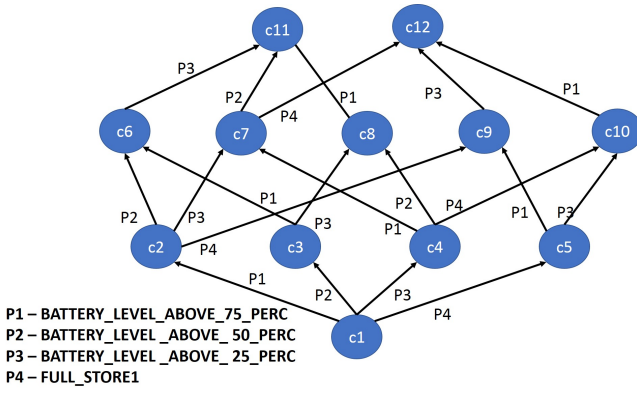 c11
c12
P3
P2
P4
P1
P3
P1
c6
c7
c8
c9
c10
P2
P3
P4
P1
P3
P2
P1
P4
P1
P3
c2
c3
c4
c5
P1
P2
P3
P4
c1
P1 – BATTERY_LEVEL_ABOVE_75_PERC
P2 – BATTERY_LEVEL _ABOVE_ 50_PERC
P3 – BATTERY_LEVEL _ABOVE_ 25_PERC
P4 – FULL_STORE1